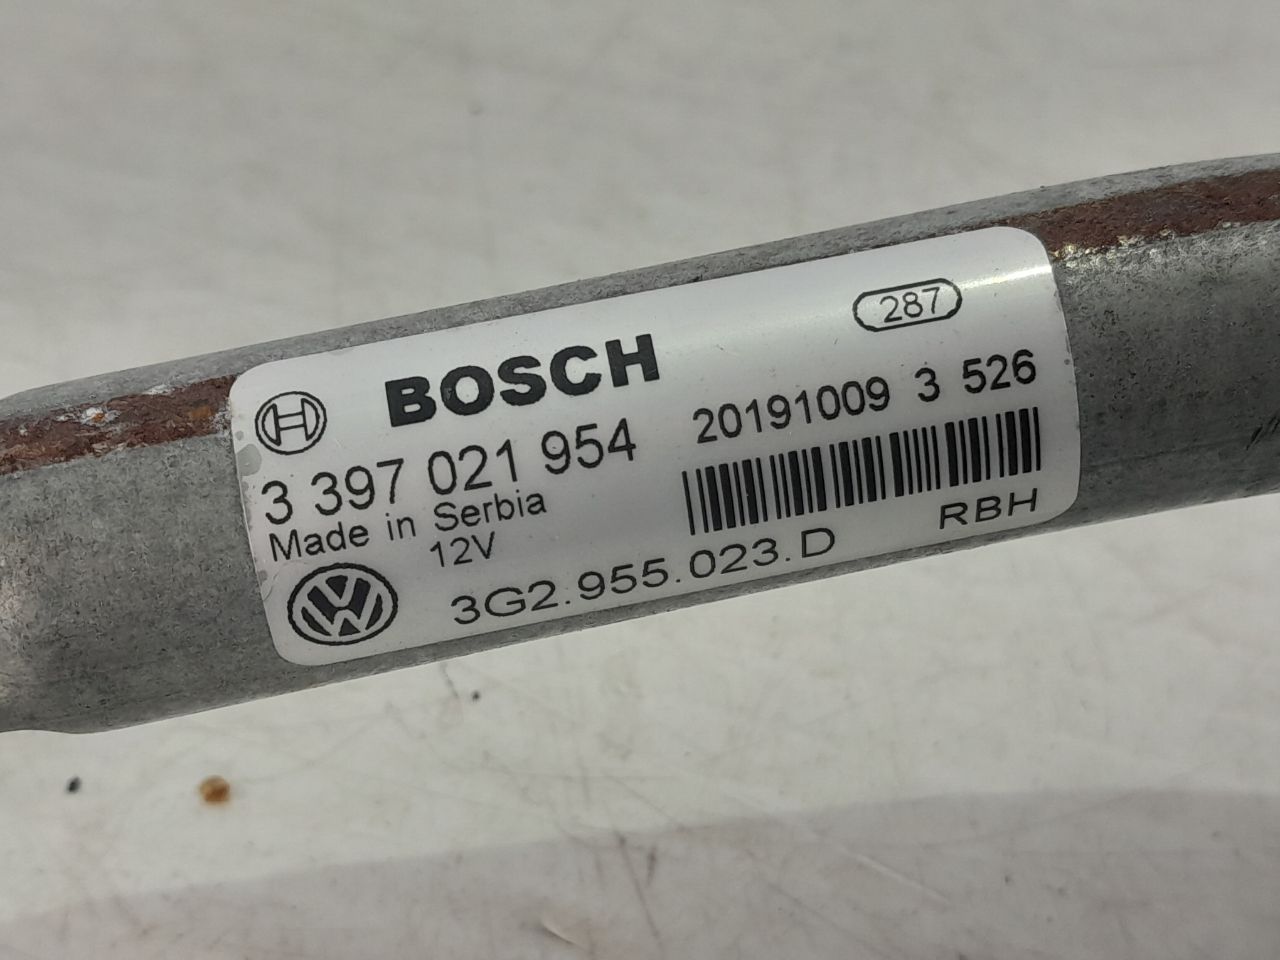 287
BOSCH
3 397 021 954
20191009 3 526
Made in Serbia
12V
RBH
3G2.955.023.D